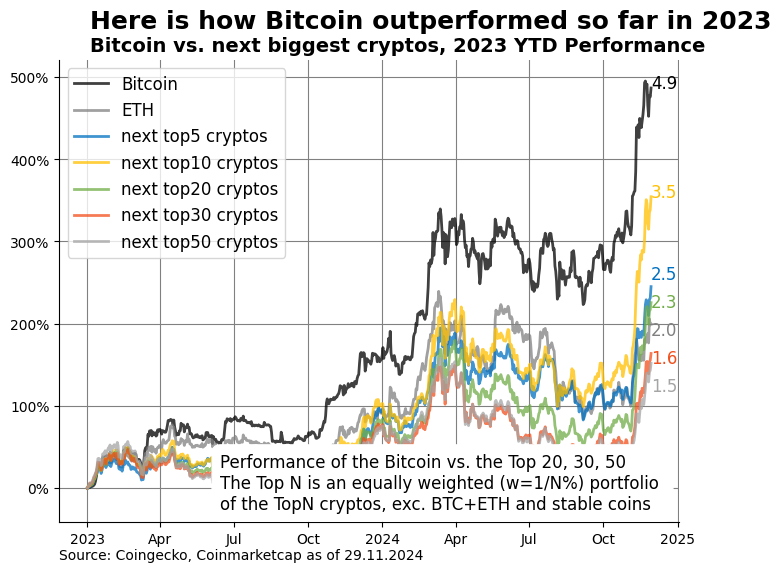 Here is how Bitcoin outperformed so far in 2023
Bitcoin vs. next biggest cryptos, 2023 YTD Performance
500%
400%
300%
200%
100%
0%
Bitcoin
ETH
next top5 cryptos
next top10 cryptos
next top20 cryptos
next top30 cryptos
next top50 cryptos
4.9
3.5
2.5
2.3
2.0
1.6
1.5
Performance of the Bitcoin vs. the Top 20, 30, 50
The Top N is an equally weighted (w=1/N%) portfolio
of the TopN cryptos, exc. BTC+ETH and stable coins
2023 Apr Jul Oct 2024 Apr Jul Oct 2025
Source: Coingecko, Coinmarketcap as of 29.11.2024